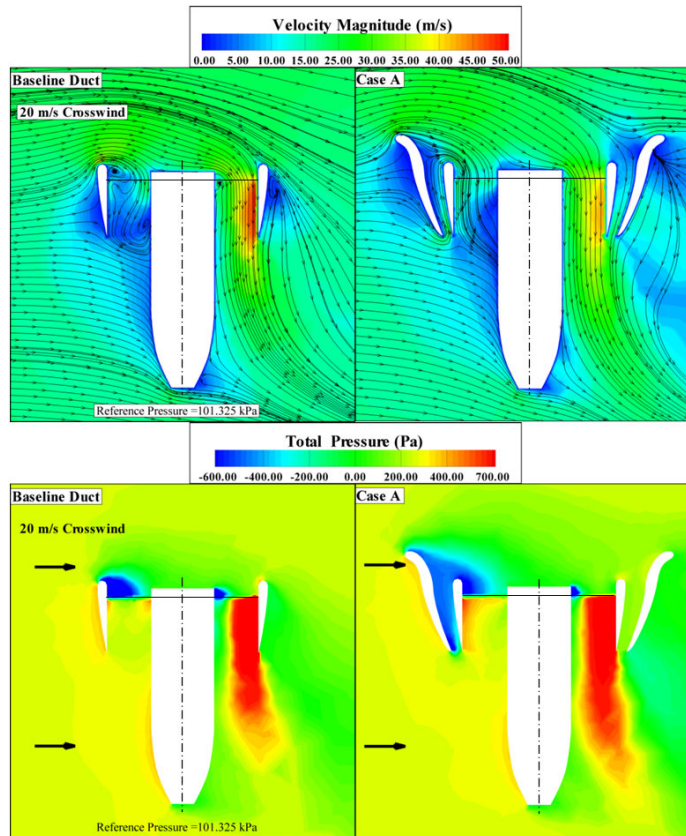 Velocity Magnitude (m/s)
0.00 5.00 10.00 15.00 20.00 25.00 30.00 35.00 40.00 45.00 50.00
Baseline Duct
Case A
20 m/s Crosswind
Reference Pressure =101.325 kPa
Total Pressure (Pa)
-600.00 -400.00 -200.00 0.00 200.00 400.00 700.00
Baseline Duct
Case A
20 m/s Crosswind
Reference Pressure =101.325 kPa